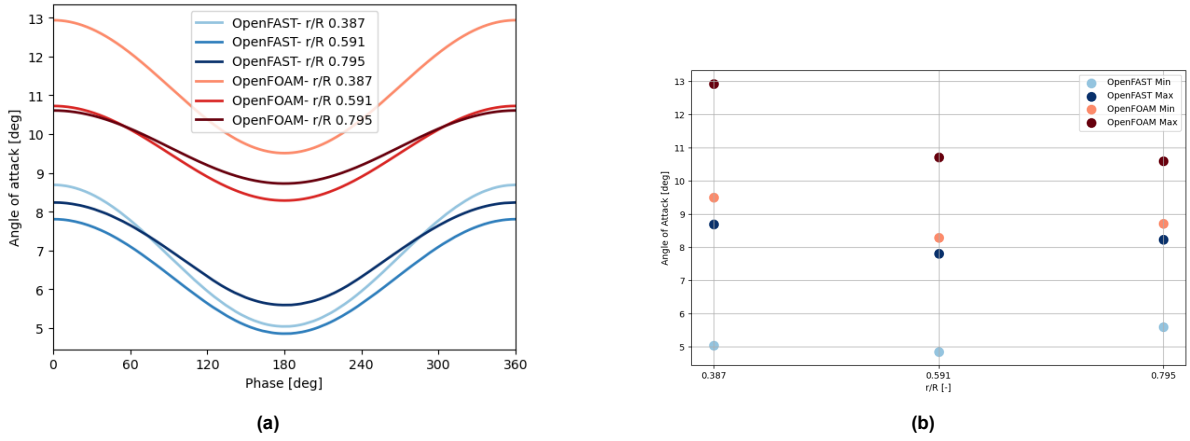 13
12
11
10
9
8
7
6
5
Angle of attack [deg]
OpenFAST- r/R 0.387
OpenFAST- r/R 0.591
OpenFAST- r/R 0.795
OpenFOAM- r/R 0.387
OpenFOAM- r/R 0.591
OpenFOAM- r/R 0.795
0 60 120 180 240 300 360
Phase [deg]
(a)
13
12
11
10
9
8
7
6
5
Angle of Attack [deg]
OpenFAST Min
OpenFAST Max
OpenFOAM Min
OpenFOAM Max
0.387 0.591 0.795
r/R [-]
(b)